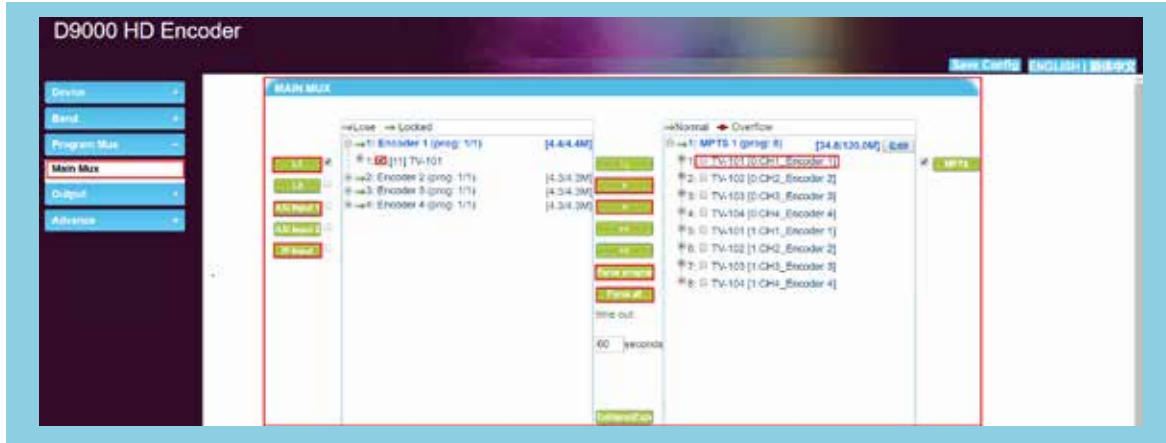 D9000 HD Encoder
Save Config ENGLISH | 简体中文
Device +
Band +
Program Mux −
Main Mux
Output +
Advance +
MAIN MUX
Lose Locked
1: Encoder 1 (prog: 1/1) [4.4/4.4M]
1: [11] TV-101
2: Encoder 2 (prog: 1/1) [4.3/4.3M]
3: Encoder 3 (prog: 1/1) [4.3/4.3M]
4: Encoder 4 (prog: 1/1) [4.3/4.3M]
ASI Input 1
ASI Input 2
IP Input
Parse program
Parse all
time out:
60 seconds
Normal Overflow
1: MPTS 1 (prog: 8) [34.8/120.0M] Edit
1: TV-101 [0:CH1_Encoder 1]
2: TV-102 [0:CH2_Encoder 2]
3: TV-103 [0:CH3_Encoder 3]
4: TV-104 [0:CH4_Encoder 4]
5: TV-101 [1:CH1_Encoder 1]
6: TV-102 [1:CH2_Encoder 2]
7: TV-103 [1:CH3_Encoder 3]
8: TV-104 [1:CH4_Encoder 4]
MPTS